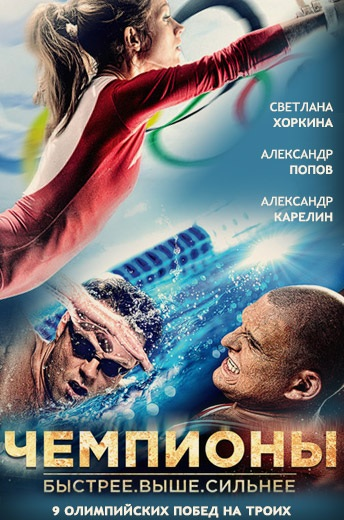 СВЕТЛАНА
ХОРКИНА
АЛЕКСАНДР
ПОПОВ
АЛЕКСАНДР
КАРЕЛИН
ЧЕМПИОНЫ
БЫСТРЕЕ.ВЫШЕ.СИЛЬНЕЕ
9 ОЛИМПИЙСКИХ ПОБЕД НА ТРОИХ